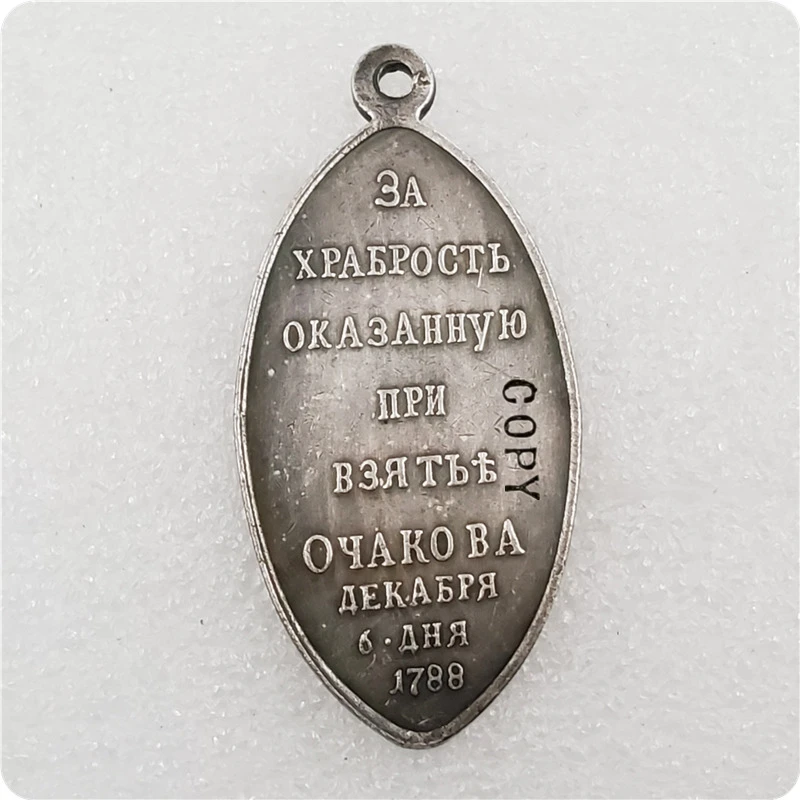 ЗА
ХРАБРОСТЬ
ОКАЗАННУЮ
ПРИ
ВЗЯТЬѢ
ОЧАКОВА
ДЕКАБРЯ
6·ДНЯ
1788
COPY